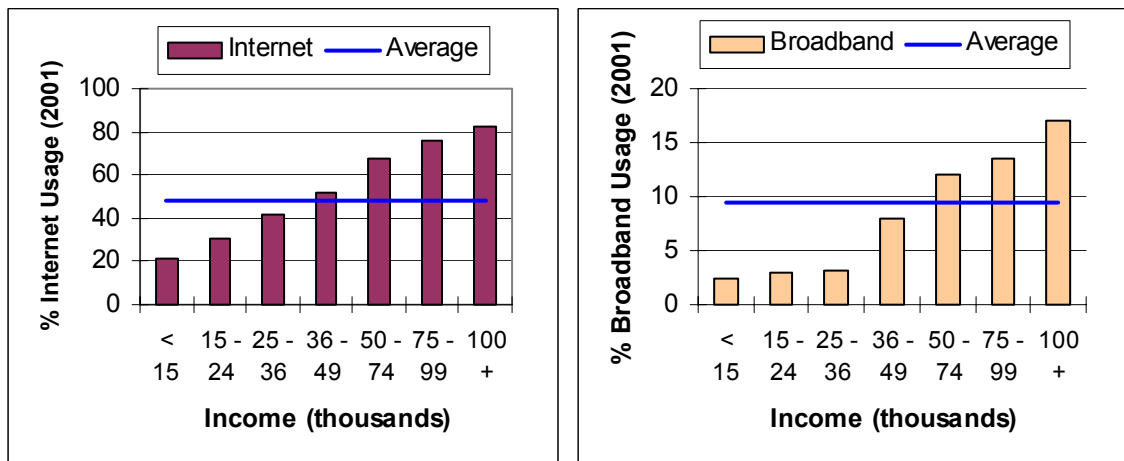 Internet Average
% Internet Usage (2001)
100
80
60
40
20
0
< 15 - 25 - 36 - 50 - 75 - 100
15 24 36 49 74 99 +
Income (thousands)
Broadband Average
% Broadband Usage (2001)
20
15
10
5
0
< 15 - 25 - 36 - 50 - 75 - 100
15 24 36 49 74 99 +
Income (thousands)